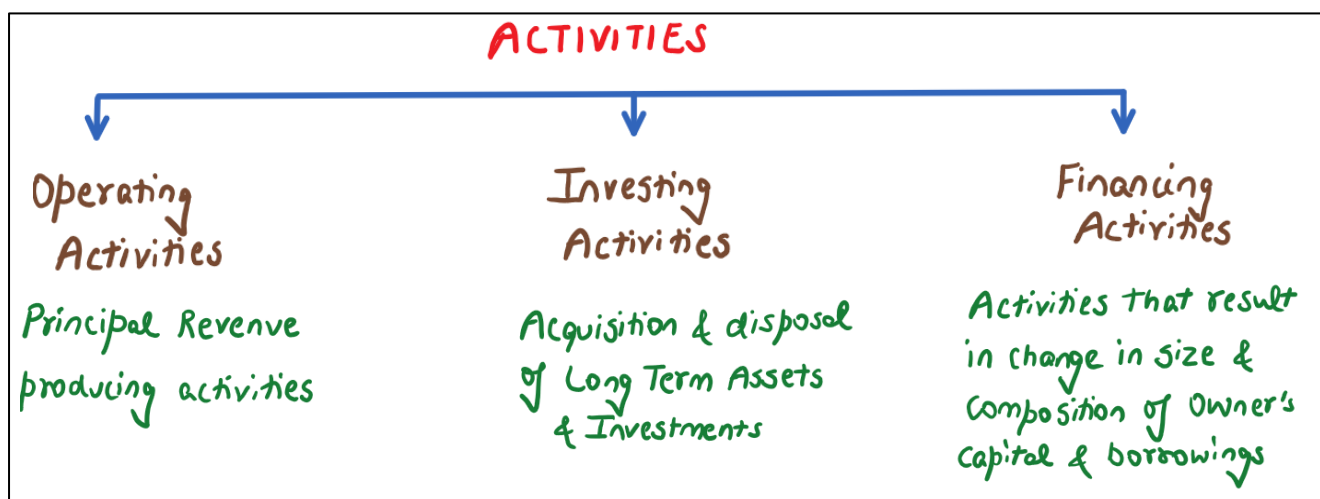 ACTIVITIES
Operating
Activities
Principal Revenue
producing activities
Investing
Activities
Acquisition & disposal
of Long Term Assets
& Investments
Financing
Activities
Activities that result
in change in size &
composition of Owner's
capital & borrowings